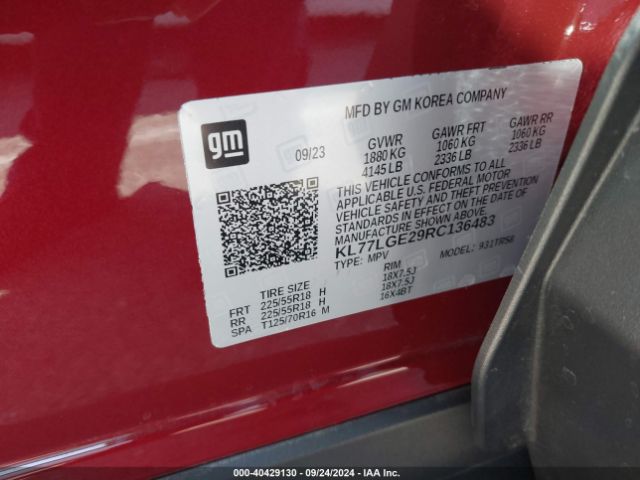 MFD BY GM KOREA COMPANY
gm
09/23
GVWR GAWR FRT GAWR RR
1880 KG 1060 KG 1060 KG
4145 LB 2336 LB 2336 LB
THIS VEHICLE CONFORMS TO ALL
APPLICABLE U.S. FEDERAL MOTOR
VEHICLE SAFETY AND THEFT PREVENTION
STANDARDS IN EFFECT ON THE DATE OF
MANUFACTURE SHOWN ABOVE.
KL77LGE29RC136483
TYPE: MPV MODEL: 931TR58
TIRE SIZE RIM
FRT 225/55R18 H 18X7.5J
RR 225/55R18 H 18X7.5J
SPA T125/70R16 M 16X4BT
000-40429130 - 09/24/2024 - IAA Inc.